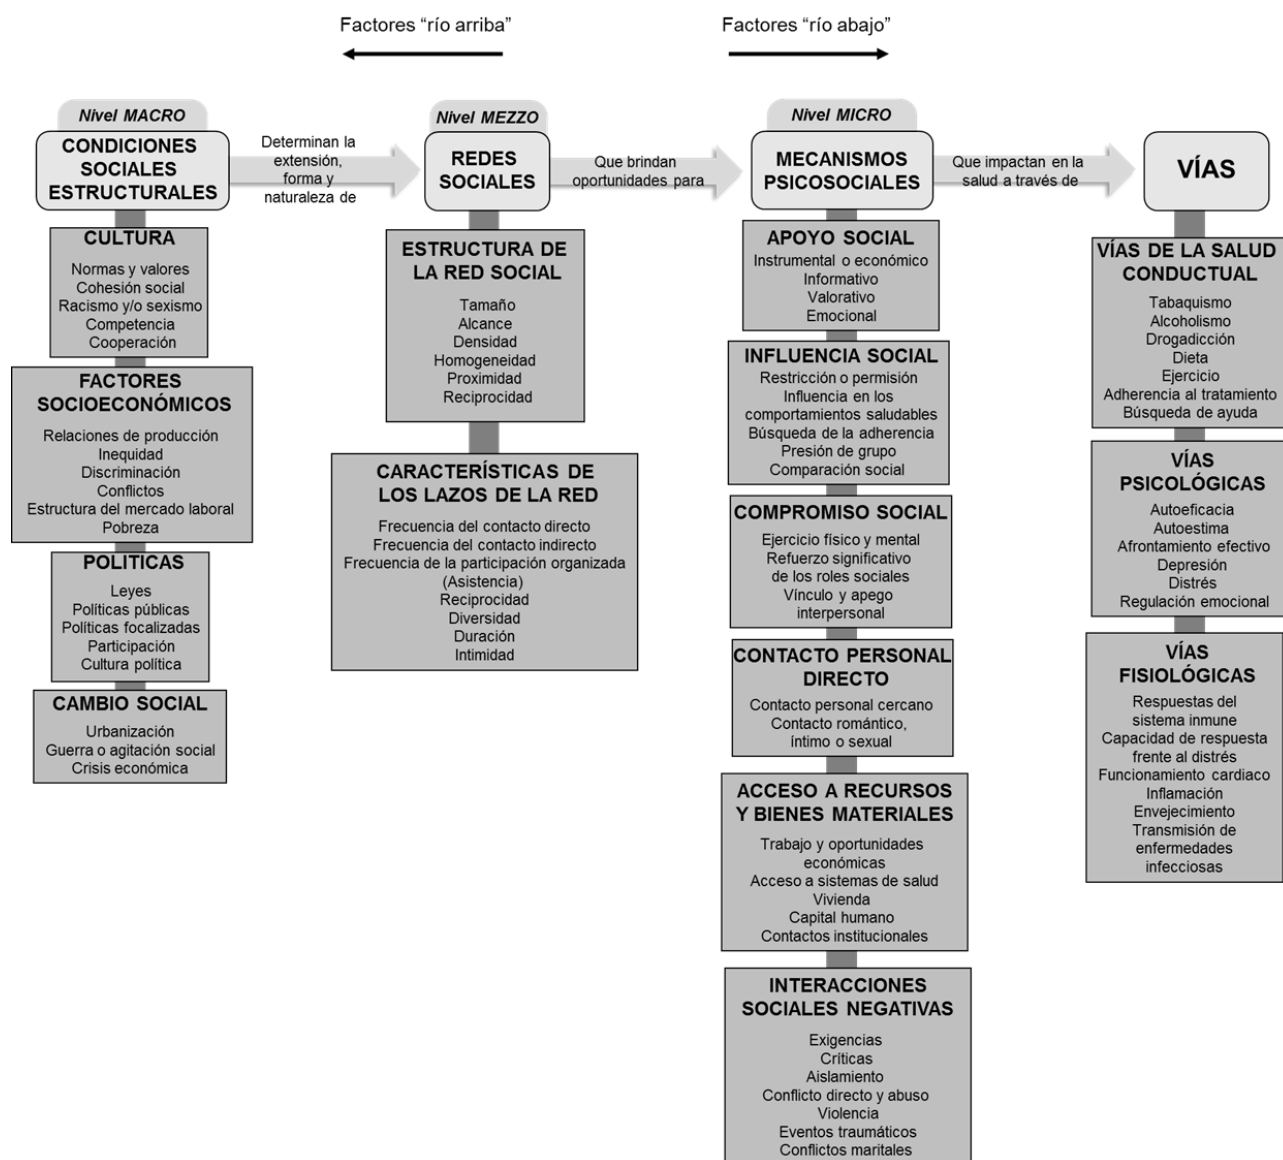 Factores “río arriba”
Factores “río abajo”
Nivel MACRO
CONDICIONES
SOCIALES
ESTRUCTURALES
Determinan la
extensión,
forma y
naturaleza de
Nivel MEZZO
REDES
SOCIALES
Que brindan
oportunidades para
Nivel MICRO
MECANISMOS
PSICOSOCIALES
Que impactan en la
salud a través de
VÍAS
CULTURA
Normas y valores
Cohesión social
Racismo y/o sexismo
Competencia
Cooperación
FACTORES
SOCIOECONÓMICOS
Relaciones de producción
Inequidad
Discriminación
Conflictos
Estructura del mercado laboral
Pobreza
POLITICAS
Leyes
Políticas públicas
Políticas focalizadas
Participación
Cultura política
CAMBIO SOCIAL
Urbanización
Guerra o agitación social
Crisis económica
ESTRUCTURA DE
LA RED SOCIAL
Tamaño
Alcance
Densidad
Homogeneidad
Proximidad
Reciprocidad
CARACTERÍSTICAS DE
LOS LAZOS DE LA RED
Frecuencia del contacto directo
Frecuencia del contacto indirecto
Frecuencia de la participación organizada
(Asistencia)
Reciprocidad
Diversidad
Duración
Intimidad
APOYO SOCIAL
Instrumental o económico
Informativo
Valorativo
Emocional
INFLUENCIA SOCIAL
Restricción o permisión
Influencia en los
comportamientos saludables
Búsqueda de la adherencia
Presión de grupo
Comparación social
COMPROMISO SOCIAL
Ejercicio físico y mental
Refuerzo significativo
de los roles sociales
Vínculo y apego
interpersonal
CONTACTO PERSONAL
DIRECTO
Contacto personal cercano
Contacto romántico,
íntimo o sexual
ACCESO A RECURSOS
Y BIENES MATERIALES
Trabajo y oportunidades
económicas
Acceso a sistemas de salud
Vivienda
Capital humano
Contactos institucionales
INTERACCIONES
SOCIALES NEGATIVAS
Exigencias
Críticas
Aislamiento
Conflicto directo y abuso
Violencia
Eventos traumáticos
Conflictos maritales
VÍAS DE LA SALUD
CONDUCTUAL
Tabaquismo
Alcoholismo
Drogadicción
Dieta
Ejercicio
Adherencia al tratamiento
Búsqueda de ayuda
VÍAS
PSICOLÓGICAS
Autoeficacia
Autoestima
Afrontamiento efectivo
Depresión
Distrés
Regulación emocional
VÍAS
FISIOLÓGICAS
Respuestas del
sistema inmune
Capacidad de respuesta
frente al distrés
Funcionamiento cardiaco
Inflamación
Envejecimiento
Transmisión de
enfermedades
infecciosas